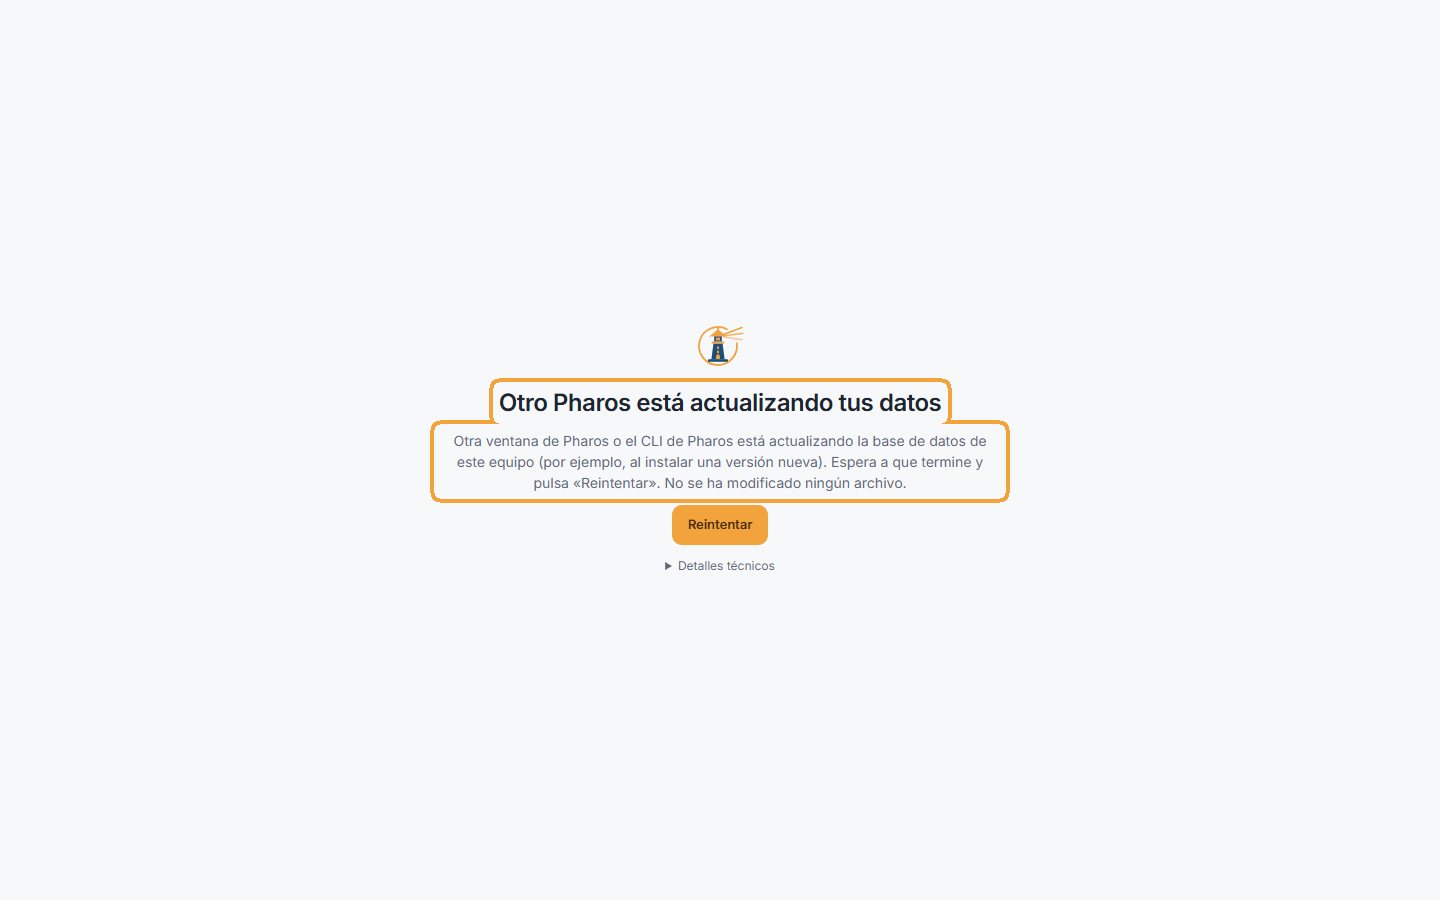 Otro Pharos está actualizando tus datos
Otra ventana de Pharos o el CLI de Pharos está actualizando la base de datos de
este equipo (por ejemplo, al instalar una versión nueva). Espera a que termine y
pulsa «Reintentar». No se ha modificado ningún archivo.
Reintentar
Detalles técnicos